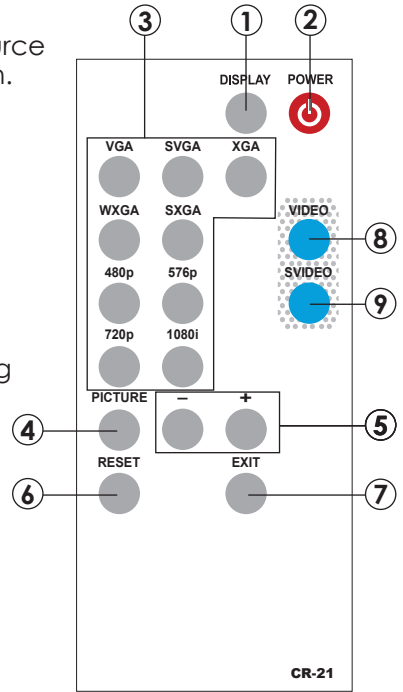 3 1 2
urce
n.
DISPLAY POWER
VGA SVGA XGA
WXGA SXGA VIDEO
8
480p 576p SVIDEO
9
720p 1080i
g
PICTURE − +
4 5
RESET EXIT
6 7
CR-21